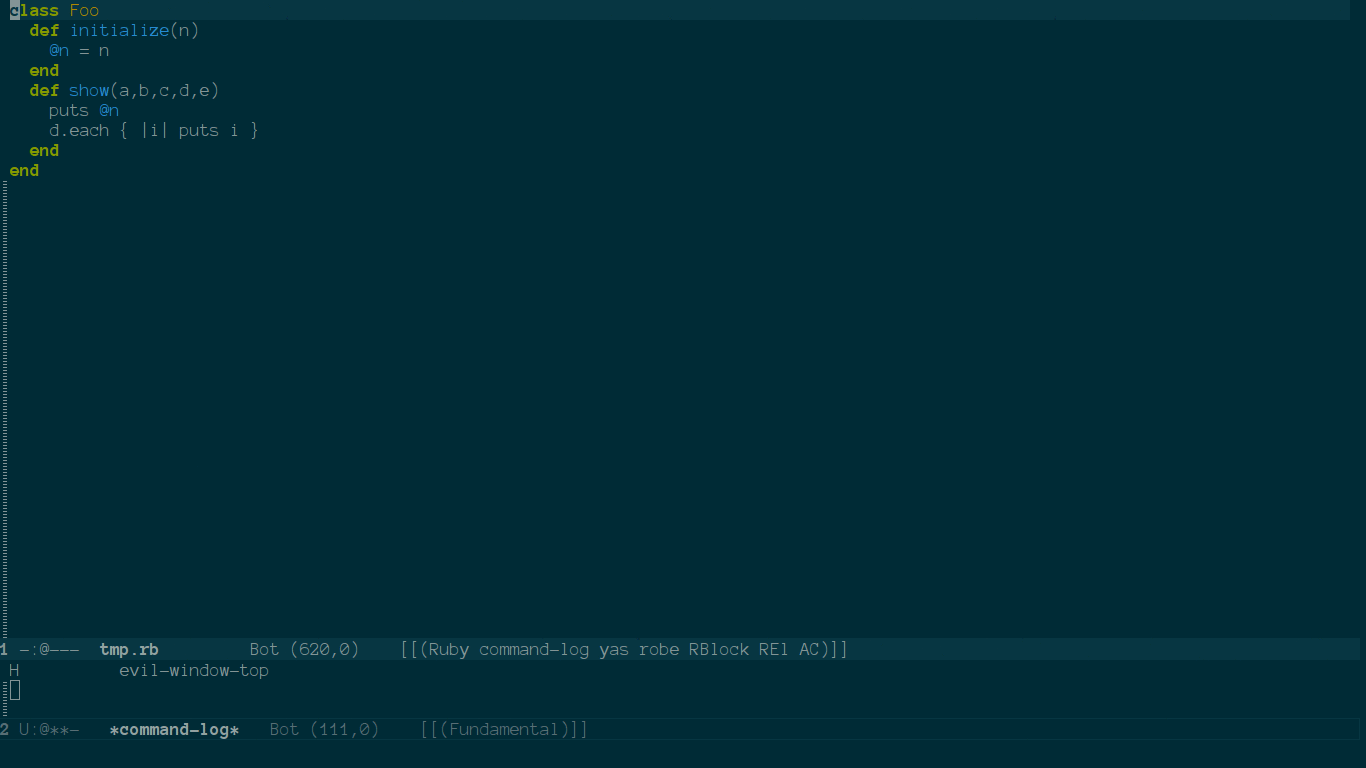 class Foo
  def initialize(n)
    @n = n
  end
  def show(a,b,c,d,e)
    puts @n
    d.each { |i| puts i }
  end
end
1 -:@---  tmp.rb         Bot (620,0)    [[(Ruby command-log yas robe RBlock REl AC)]]
H          evil-window-top
2 U:@**-   *command-log*   Bot (111,0)    [[(Fundamental)]]